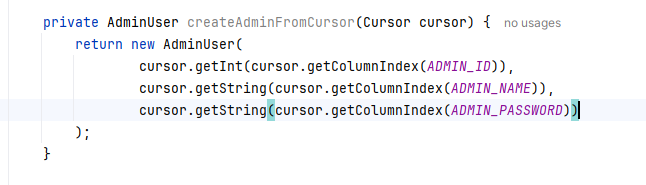 private AdminUser createAdminFromCursor(Cursor cursor) { no usages
return new AdminUser(
cursor.getInt(cursor.getColumnIndex(ADMIN_ID)),
cursor.getString(cursor.getColumnIndex(ADMIN_NAME)),
cursor.getString(cursor.getColumnIndex(ADMIN_PASSWORD))
);
}